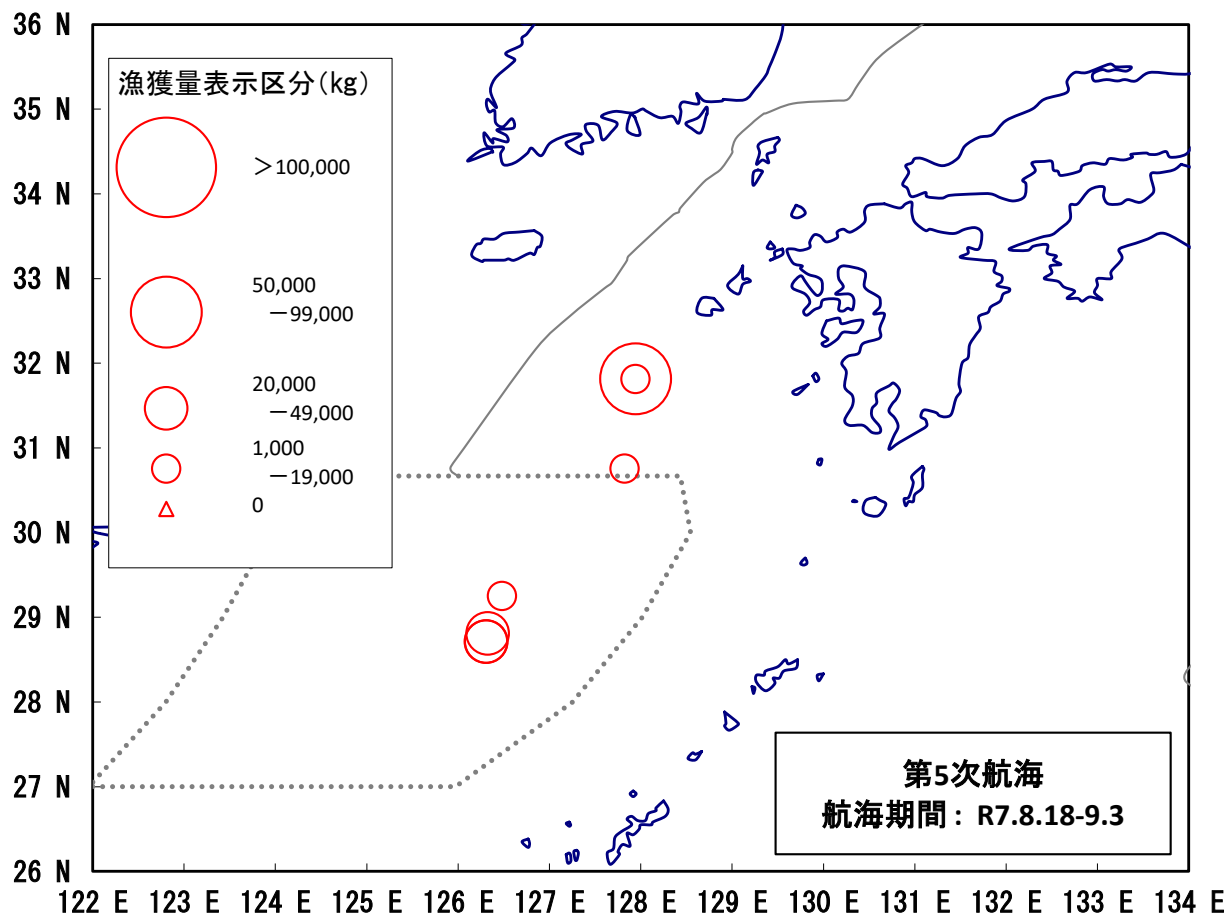 36 N
35 N
34 N
33 N
32 N
31 N
30 N
29 N
28 N
27 N
26 N
漁獲量表示区分(kg)
＞100,000
50,000
－99,000
20,000
－49,000
1,000
－19,000
0
第5次航海
航海期間： R7.8.18-9.3
122 E 123 E 124 E 125 E 126 E 127 E 128 E 129 E 130 E 131 E 132 E 133 E 134 E